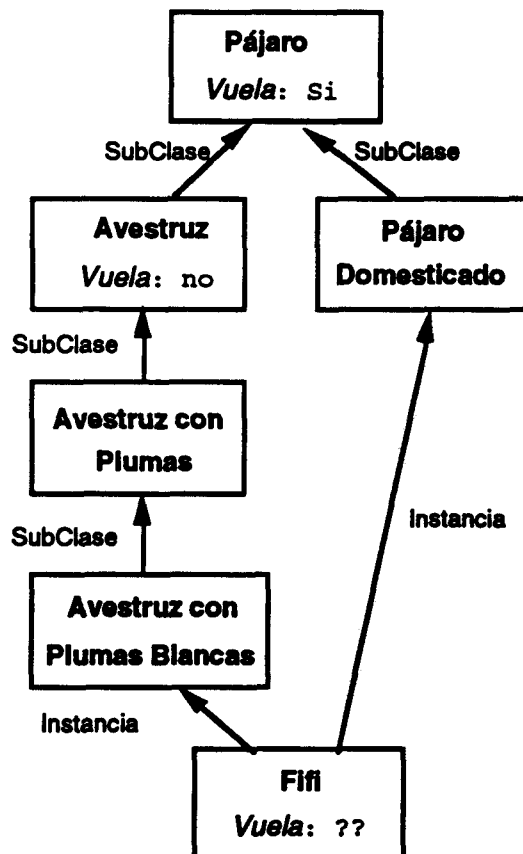 Pájaro
Vuela: Si
SubClase
SubClase
Avestruz
Vuela: no
Pájaro
Domesticado
SubClase
Avestruz con
Plumas
SubClase
Instancia
Avestruz con
Plumas Blancas
Instancia
Fifi
Vuela: ??